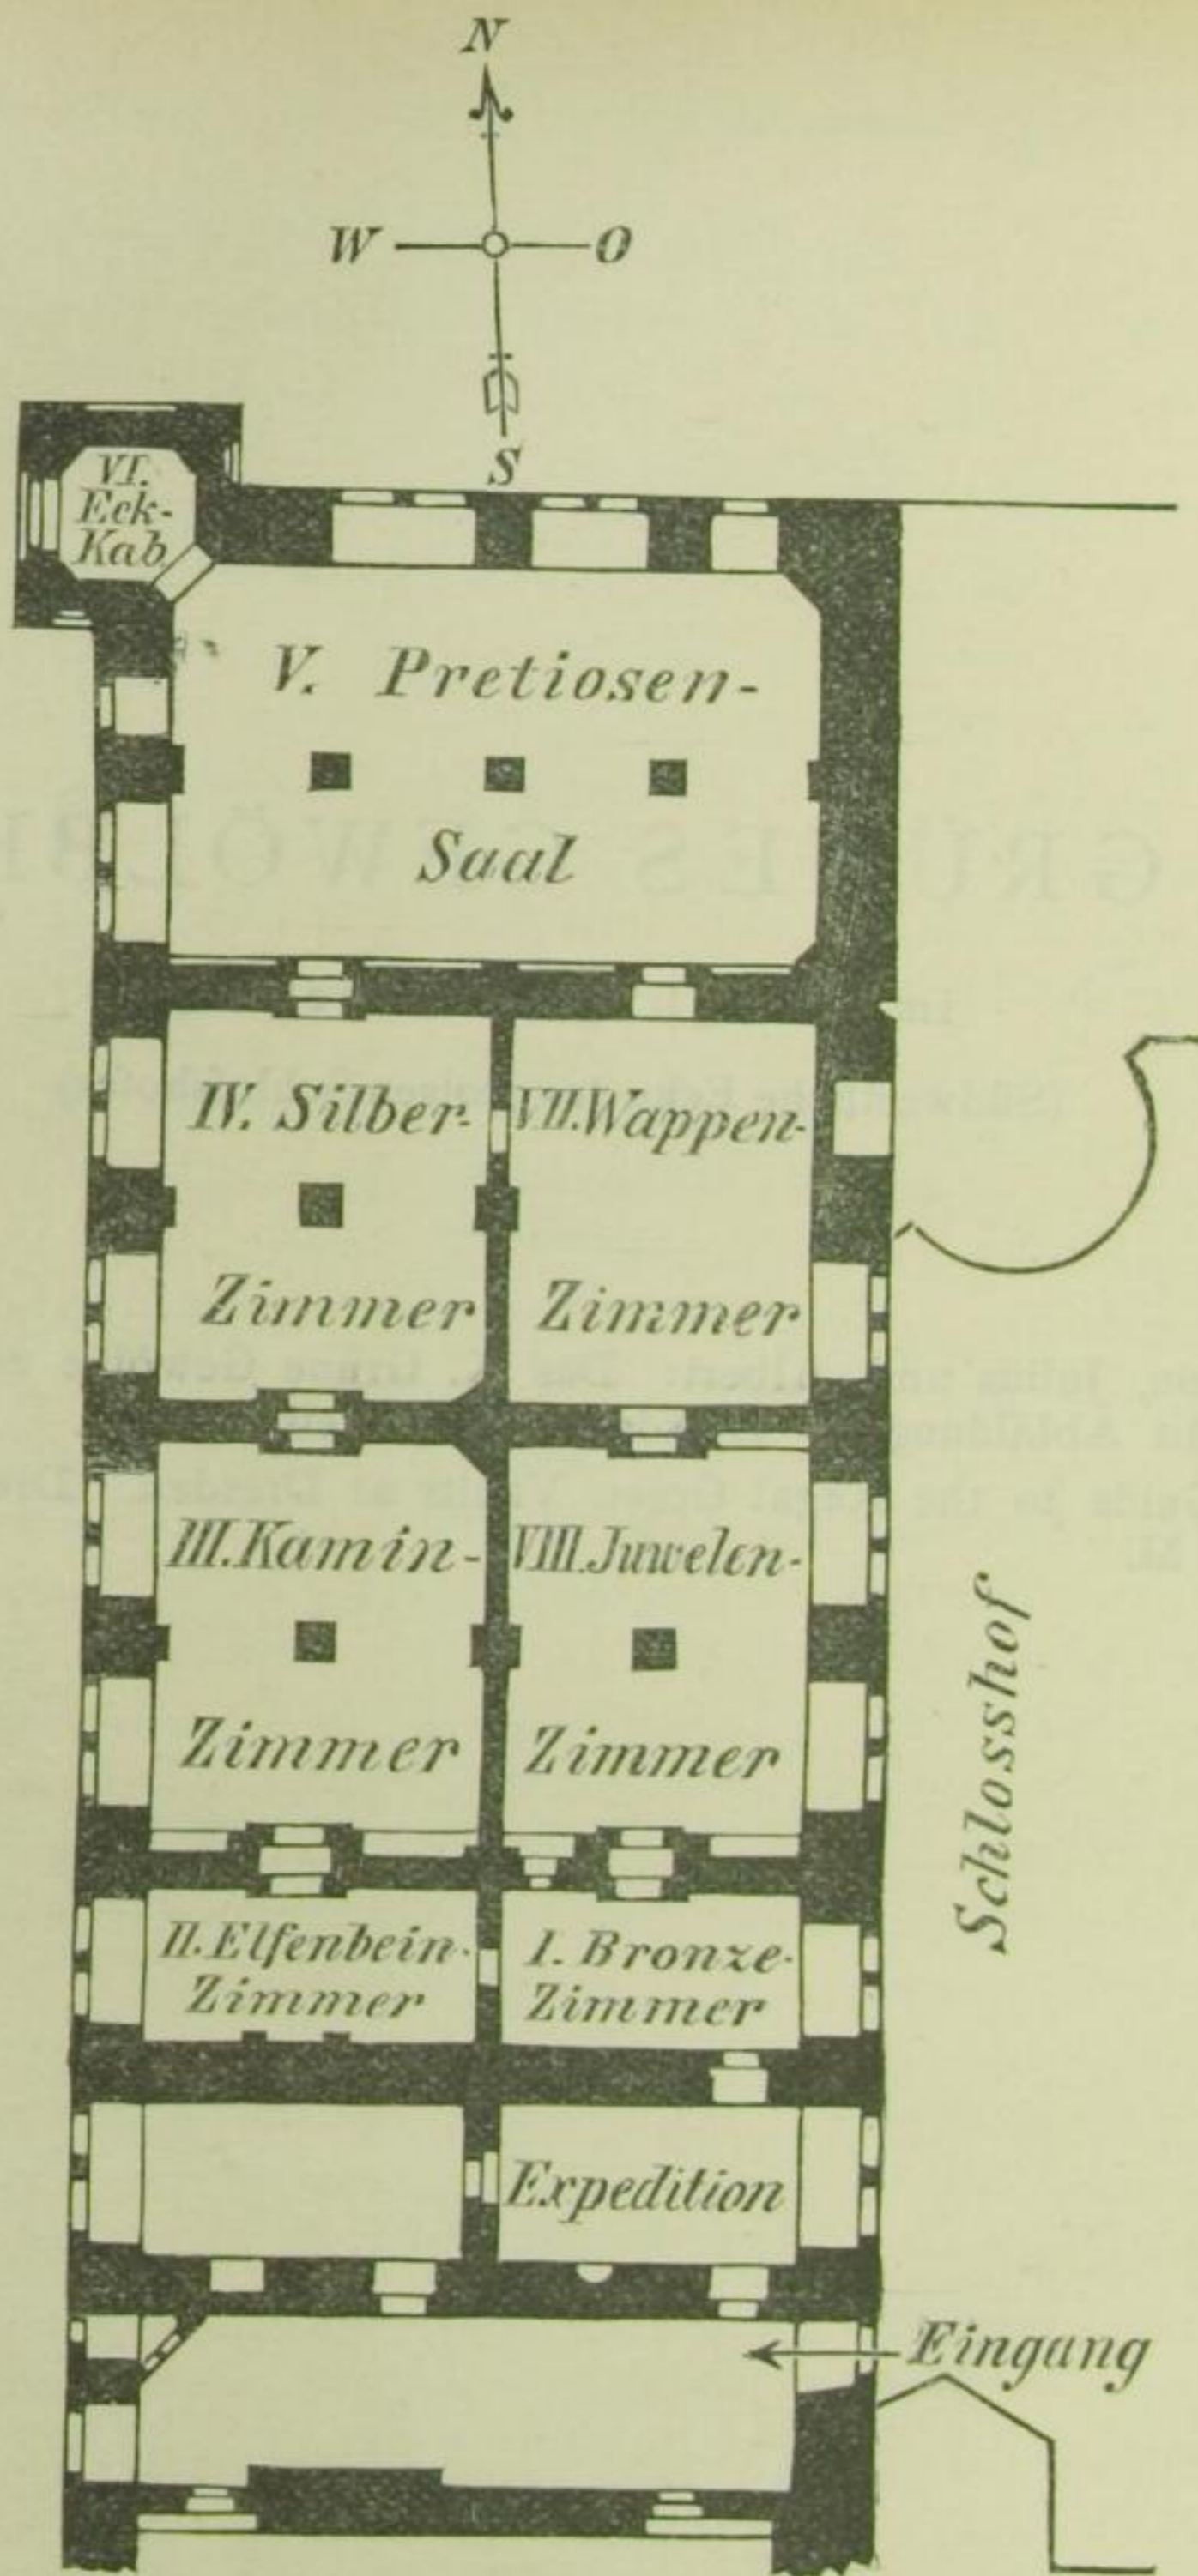 N
W O
S
VI.
Eck-
Kab
V. Pretiosen-
Saal
IV. Silber-
Zimmer
VII. Wappen-
Zimmer
III. Kamin-
Zimmer
VIII. Juwelen-
Zimmer
II. Elfenbein-
Zimmer
I. Bronze-
Zimmer
Schlosshof
Expedition
Eingang